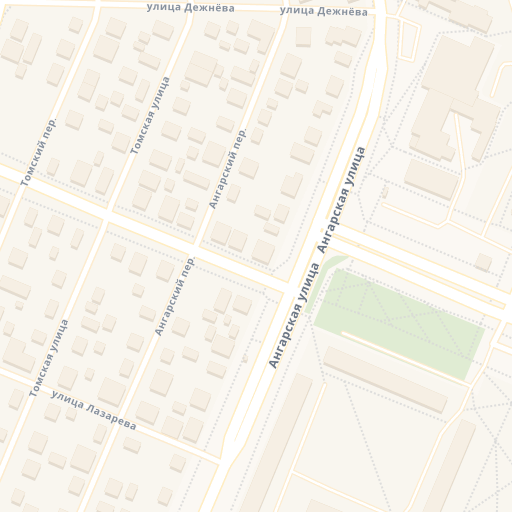 улица Дежнёва
улица Дежнёва
Томский пер.
Томская улица
Ангарский пер.
Ангарская улица
Ангарский пер.
Ангарская улица
Томская улица
улица Лазарева